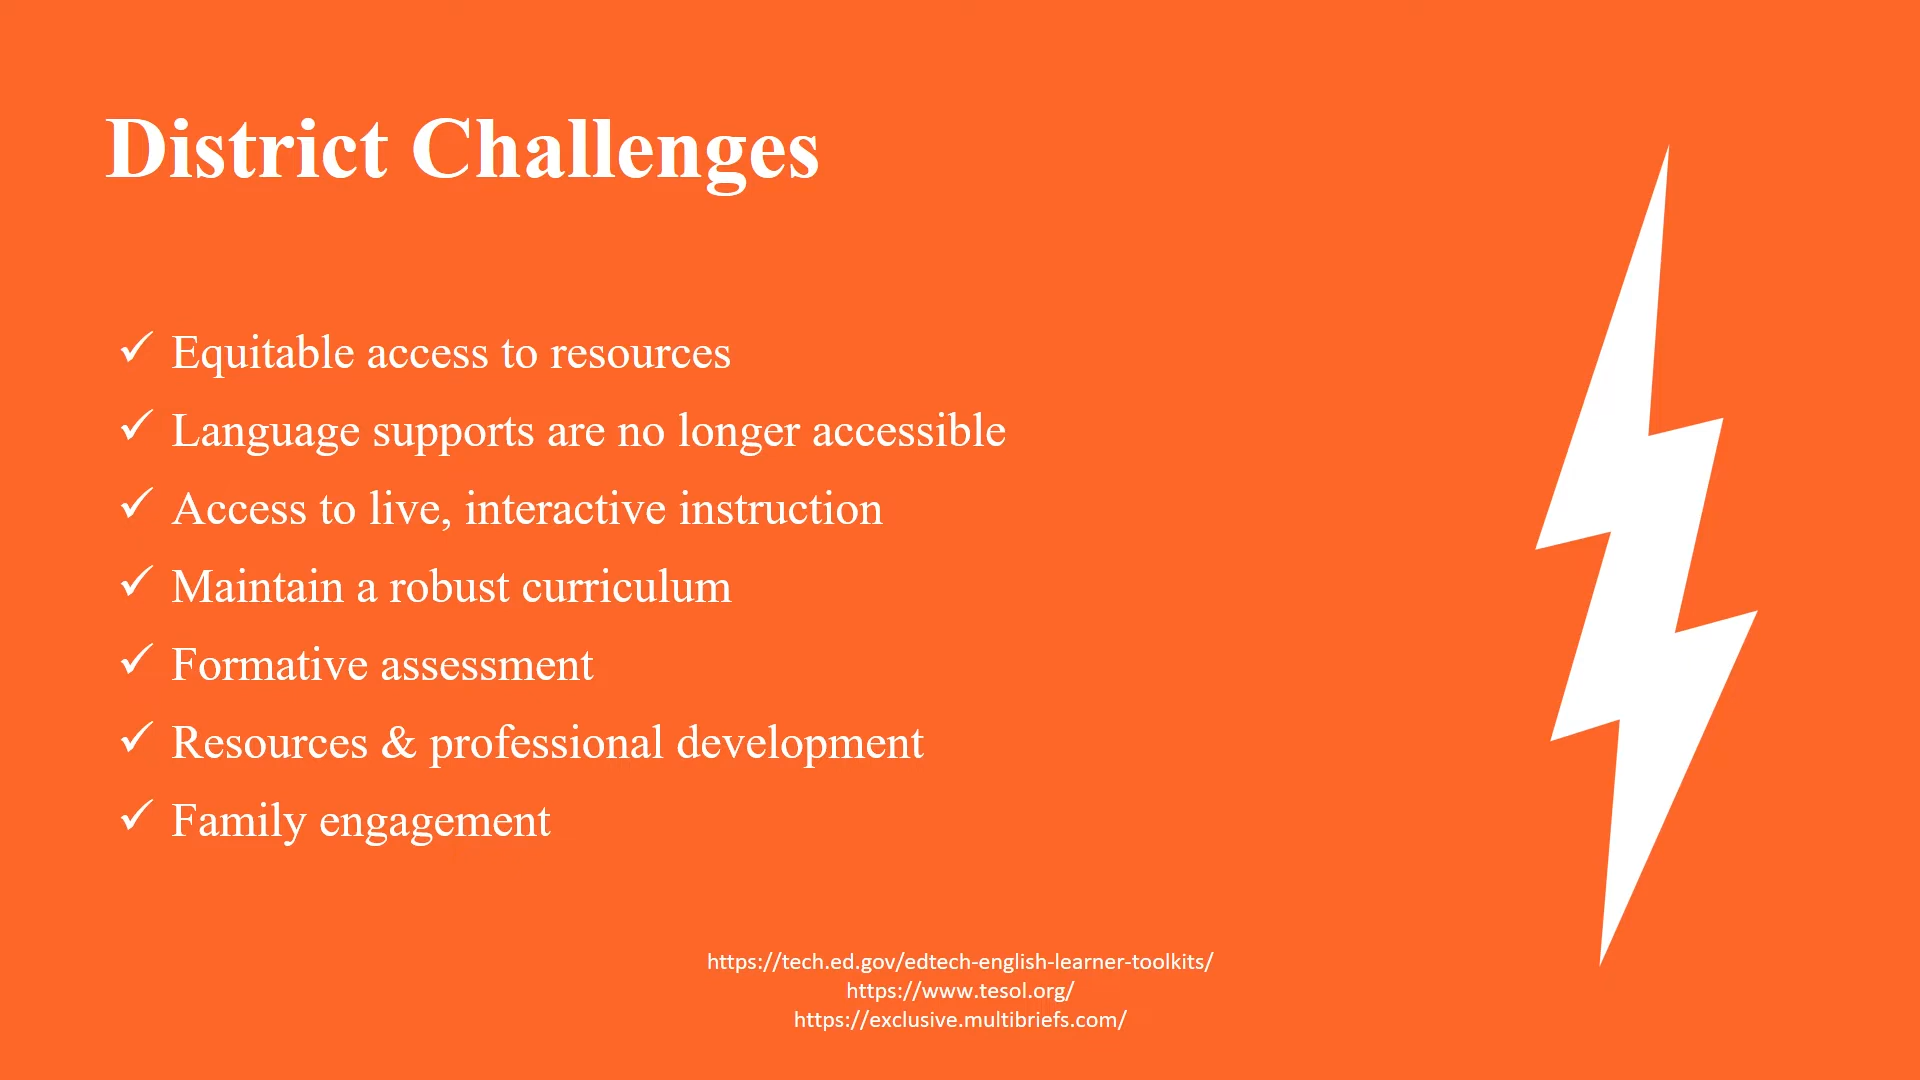 District Challenges
✓ Equitable access to resources
✓ Language supports are no longer accessible
✓ Access to live, interactive instruction
✓ Maintain a robust curriculum
✓ Formative assessment
✓ Resources & professional development
✓ Family engagement
https://tech.ed.gov/edtech-english-learner-toolkits/
https://www.tesol.org/
https://exclusive.multibriefs.com/